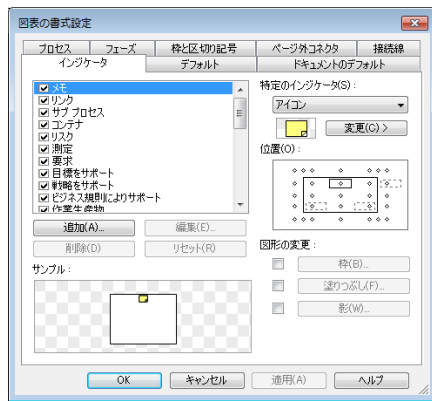 図表の書式設定
プロセス フェーズ 枠と区切り記号 ページ外コネクタ 接続線
インジケータ デフォルト ドキュメントのデフォルト
メモ
リンク
サブ プロセス
コンテナ
リスク
測定
要求
目標をサポート
戦略をサポート
ビジネス規則によりサポート
作業生産物
特定のインジケータ(S):
アイコン
変更(C) >
位置(O):
追加(A)... 編集(E)...
削除(D) リセット(R)
図形の変更:
枠(B)...
塗りつぶし(F)...
影(W)...
サンプル:
OK キャンセル 適用(A) ヘルプ